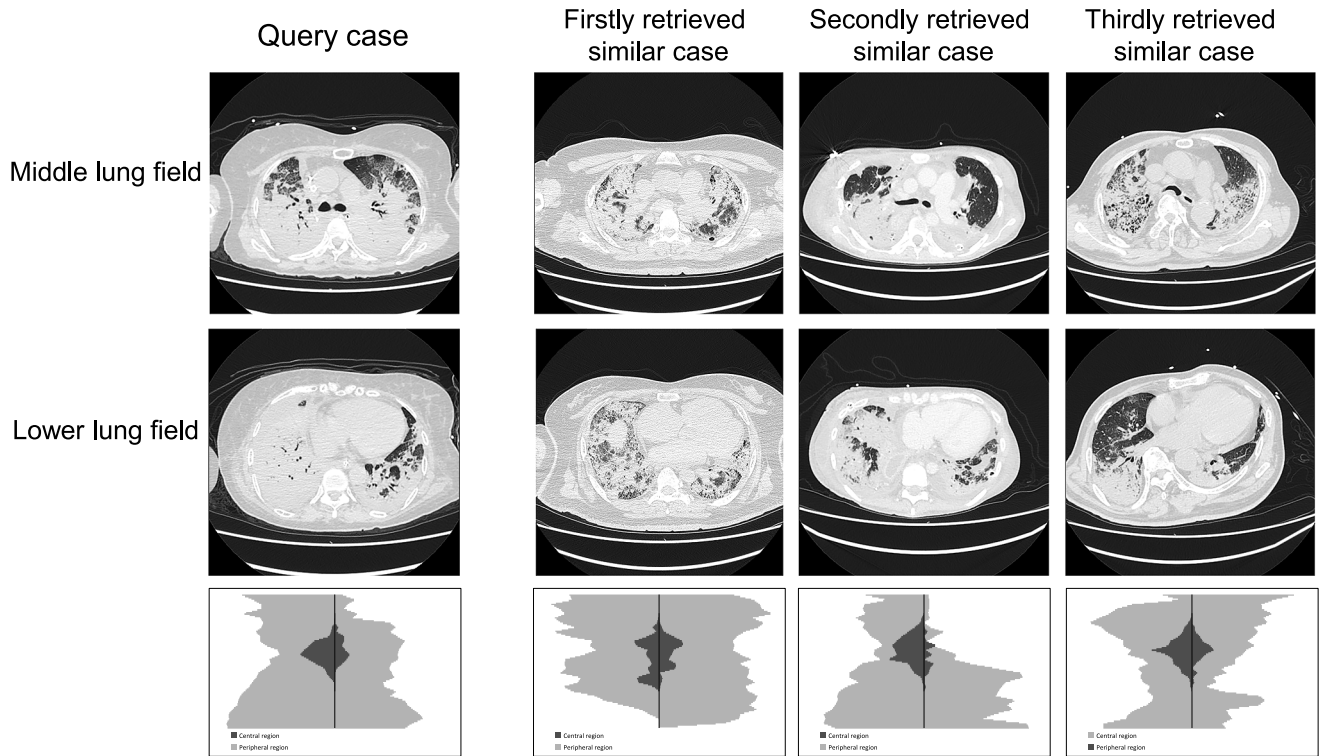 Query case
Firstly retrieved
similar case
Secondly retrieved
similar case
Thirdly retrieved
similar case
Middle lung field
Lower lung field
Central region
Peripheral region
Central region
Peripheral region
Central region
Peripheral region
Central region
Peripheral region